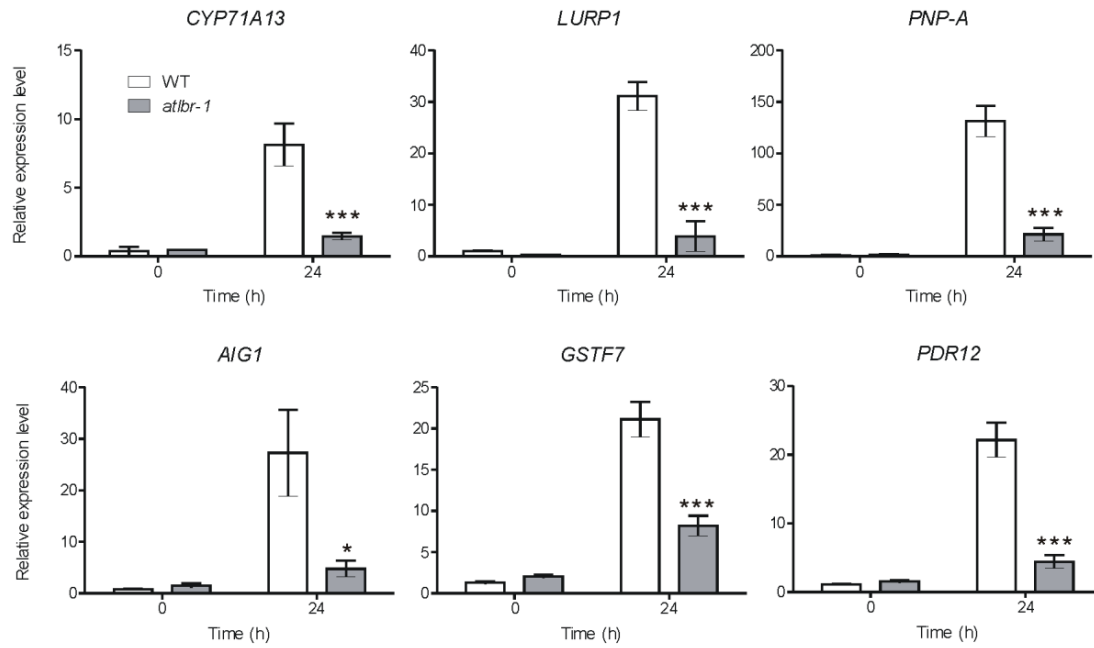 CYP71A13
LURP1
PNP-A
Relative expression level
15
10
5
0
WT
atlbr-1
***
0
24
Time (h)
40
30
20
10
0
***
0
24
Time (h)
200
150
100
50
0
***
0
24
Time (h)
AIG1
GSTF7
PDR12
Relative expression level
40
30
20
10
0
*
0
24
Time (h)
25
20
15
10
5
0
***
0
24
Time (h)
30
20
10
0
***
0
24
Time (h)